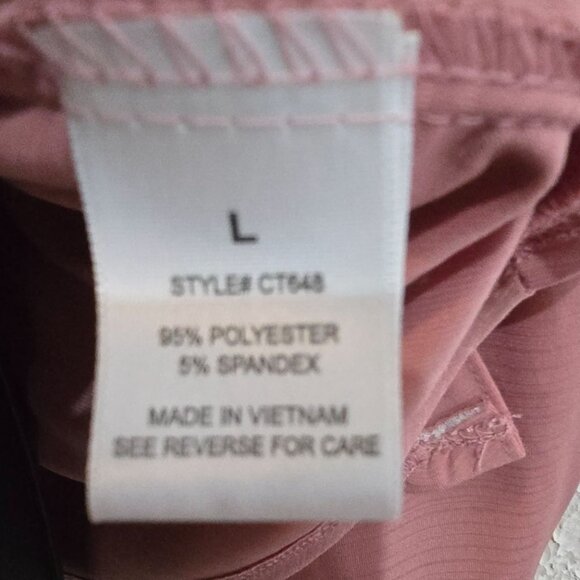 L
STYLE# CT648
95% POLYESTER
5% SPANDEX
MADE IN VIETNAM
SEE REVERSE FOR CARE